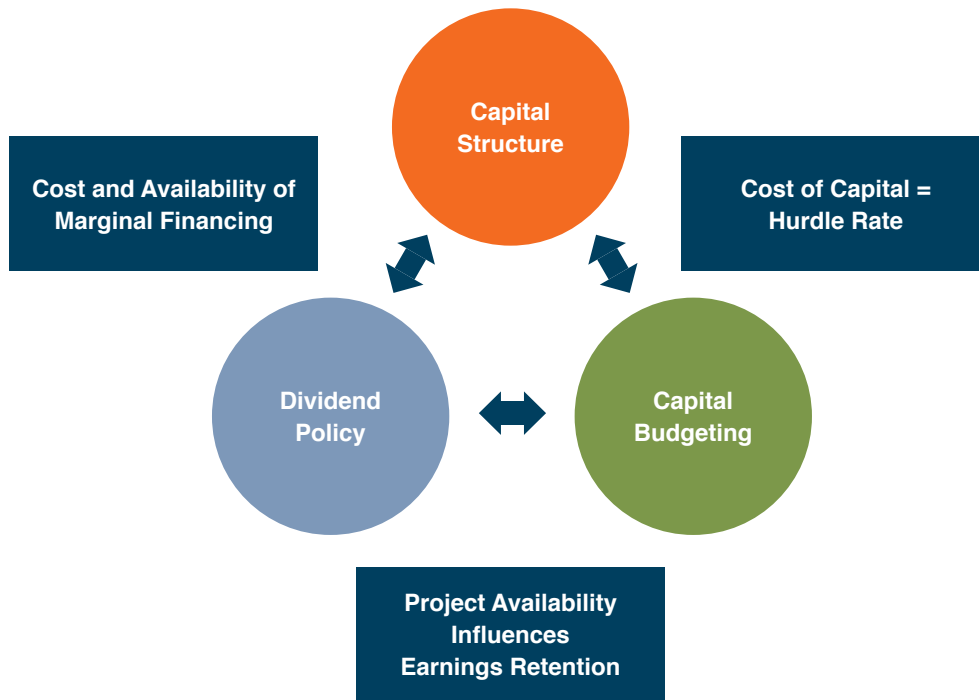 Capital
Structure
Cost and Availability of
Marginal Financing
Cost of Capital =
Hurdle Rate
Dividend
Policy
Capital
Budgeting
Project Availability
Influences
Earnings Retention